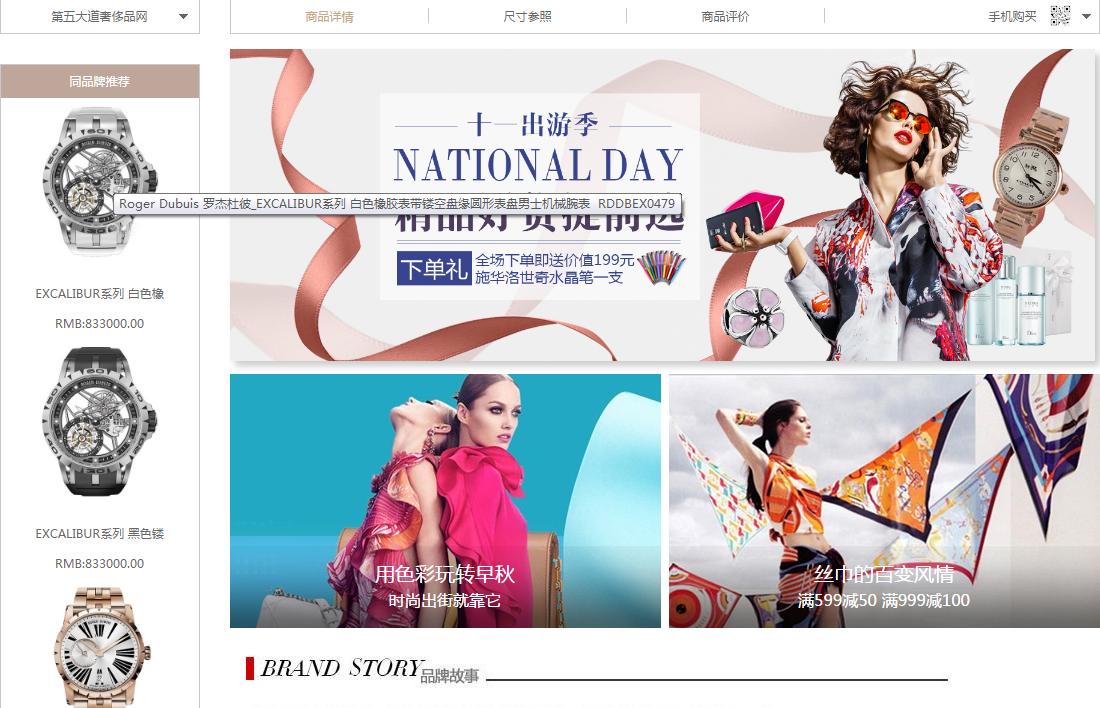 第五大道奢侈品网
商品详情
尺寸参照
商品评价
手机购买
同品牌推荐
十一出游季
NATIONAL DAY
Roger Dubuis 罗杰杜彼_EXCALIBUR系列 白色橡胶表带镂空盘缘圆形表盘男士机械腕表 RDDBEX0479
精品好货提前选
下单礼
全场下单即送价值199元
施华洛世奇水晶笔一支
EXCALIBUR系列 白色橡
RMB:833000.00
EXCALIBUR系列 黑色镂
RMB:833000.00
用色彩玩转早秋
时尚出街就靠它
丝巾的百变风情
满599减50 满999减100
BRAND STORY
品牌故事